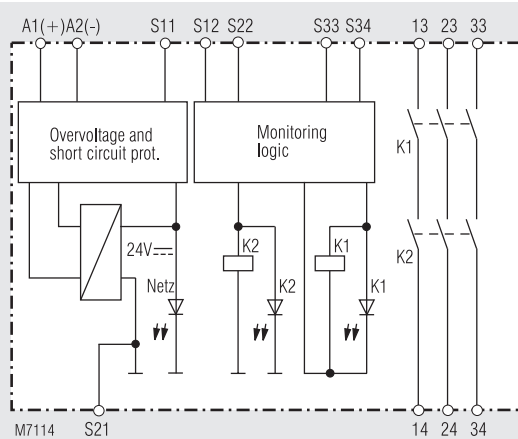 A1(+) A2(-) S11 S12 S22 S33 S34 13 23 33
Overvoltage and
short circuit prot.
Monitoring
logic
K1
24V
K2 K1 K2
Netz K2 K1
M7114 S21 14 24 34